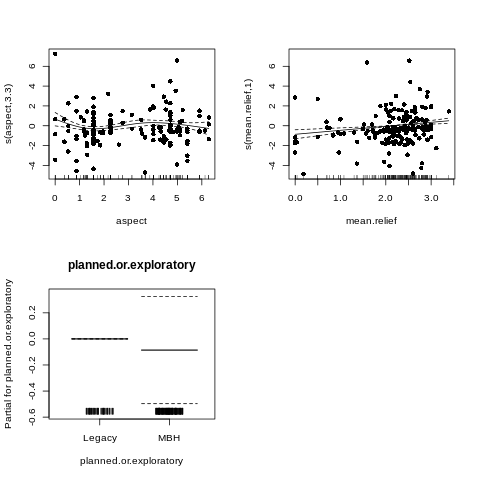 s(aspect,3.3)
6
4
2
0
-2
-4
0 1 2 3 4 5 6
aspect
s(mean.relief,1)
6
4
2
0
-2
-4
0.0 1.0 2.0 3.0
mean.relief
planned.or.exploratory
Partial for planned.or.exploratory
0.2
0.0
-0.2
-0.4
-0.6
Legacy MBH
planned.or.exploratory